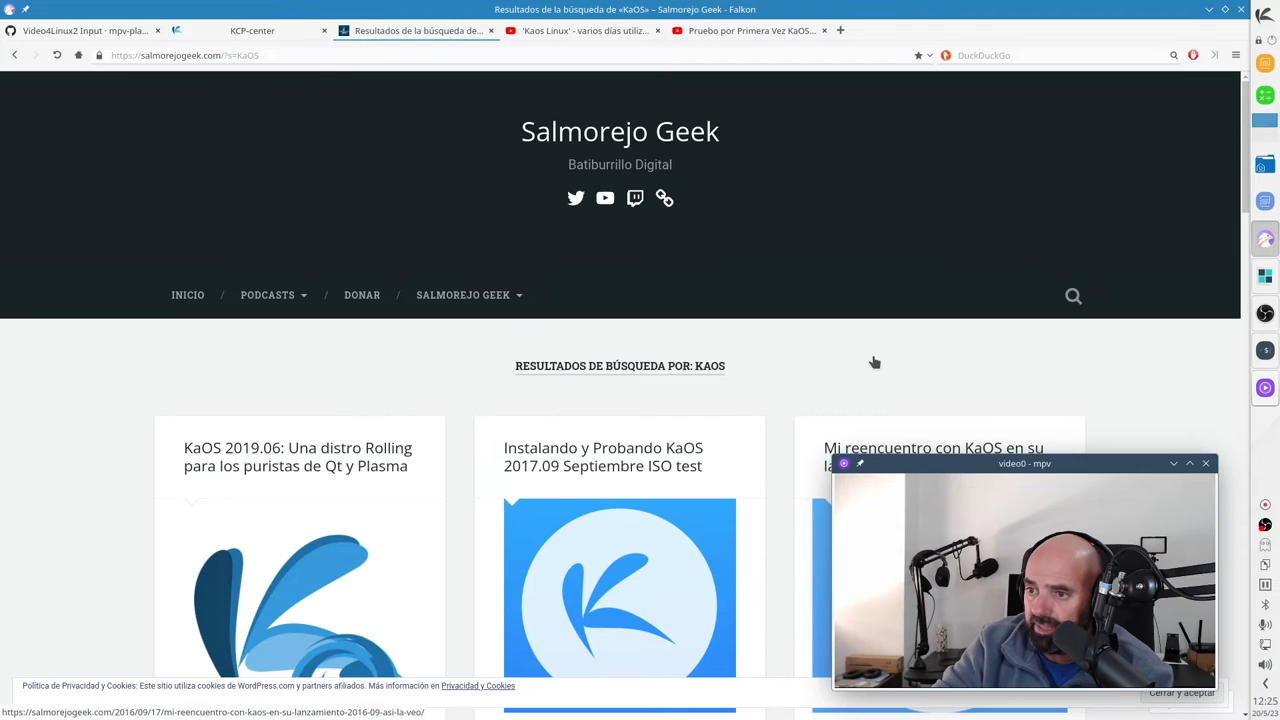 Resultados de la búsqueda de «KaOS» – Salmorejo Geek - Falkon
Video4Linux2 Input · mpv-pla...
KCP-center
Resultados de la búsqueda de...
'Kaos Linux' - varios días utiliz...
Pruebo por Primera Vez KaOS...
https://salmorejogeek.com/?s=KaOS
DuckDuckGo
Salmorejo Geek
Batiburrillo Digital
INICIO / PODCASTS / DONAR / SALMOREJO GEEK
RESULTADOS DE BÚSQUEDA POR: KAOS
KaOS 2019.06: Una distro Rolling
para los puristas de Qt y Plasma
Instalando y Probando KaOS
2017.09 Septiembre ISO test
Mi reencuentro con KaOS en su
video0 - mpv
Política de Privacidad y Cookies: Este sitio utiliza cookies de WordPress.com y partners afiliados. Más información en Privacidad y Cookies
Cerrar y aceptar
https://salmorejogeek.com/2016/09/17/mi-reencuentro-con-kaos-en-su-lanzamiento-2016-09-asi-la-veo/
12:25
20/5/23